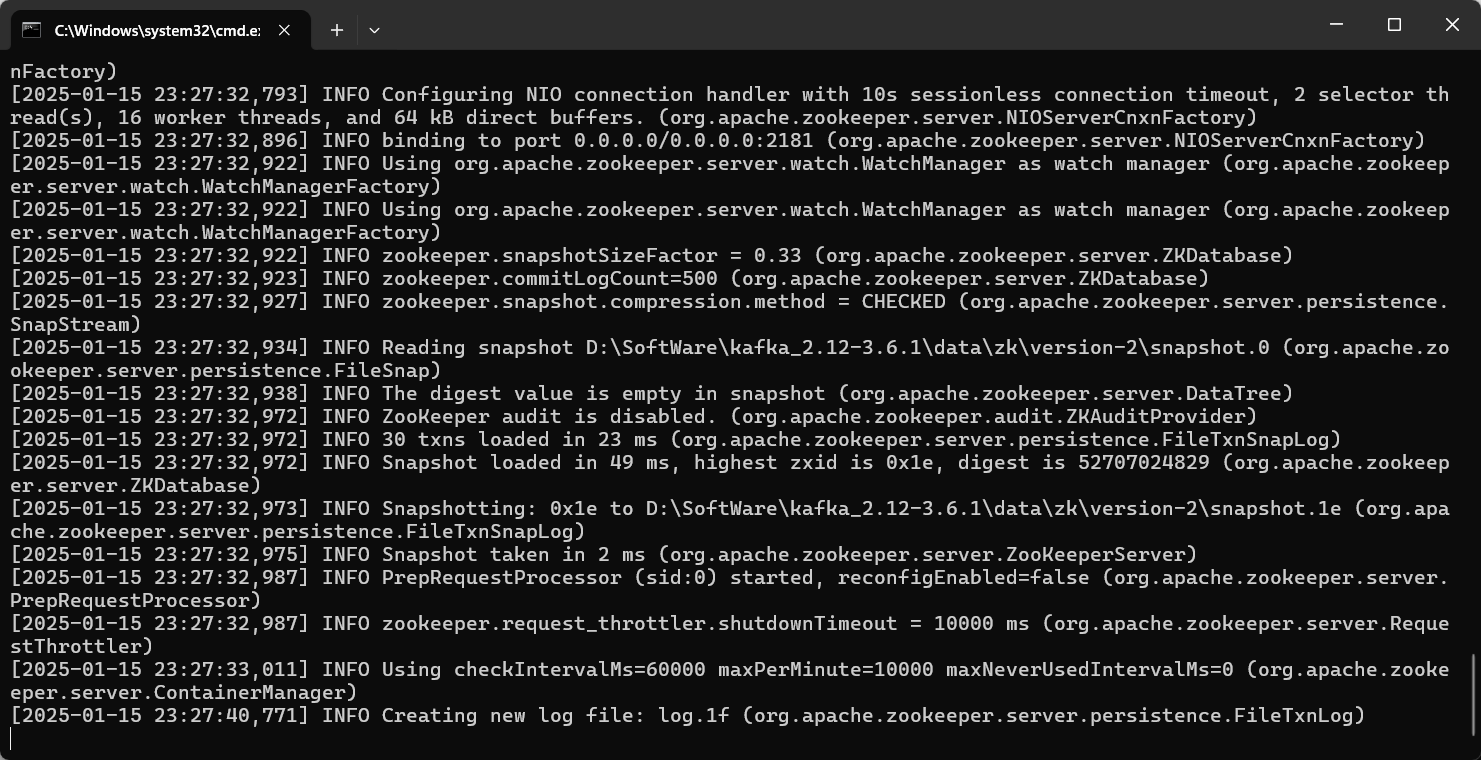 C:\Windows\system32\cmd.e
nFactory)
[2025-01-15 23:27:32,793] INFO Configuring NIO connection handler with 10s sessionless connection timeout, 2 selector th
read(s), 16 worker threads, and 64 kB direct buffers. (org.apache.zookeeper.server.NIOServerCnxnFactory)
[2025-01-15 23:27:32,896] INFO binding to port 0.0.0.0/0.0.0.0:2181 (org.apache.zookeeper.server.NIOServerCnxnFactory)
[2025-01-15 23:27:32,922] INFO Using org.apache.zookeeper.server.watch.WatchManager as watch manager (org.apache.zookeep
er.server.watch.WatchManagerFactory)
[2025-01-15 23:27:32,922] INFO Using org.apache.zookeeper.server.watch.WatchManager as watch manager (org.apache.zookeep
er.server.watch.WatchManagerFactory)
[2025-01-15 23:27:32,922] INFO zookeeper.snapshotSizeFactor = 0.33 (org.apache.zookeeper.server.ZKDatabase)
[2025-01-15 23:27:32,923] INFO zookeeper.commitLogCount=500 (org.apache.zookeeper.server.ZKDatabase)
[2025-01-15 23:27:32,927] INFO zookeeper.snapshot.compression.method = CHECKED (org.apache.zookeeper.server.persistence.
SnapStream)
[2025-01-15 23:27:32,934] INFO Reading snapshot D:\SoftWare\kafka_2.12-3.6.1\data\zk\version-2\snapshot.0 (org.apache.zo
okeeper.server.persistence.FileSnap)
[2025-01-15 23:27:32,938] INFO The digest value is empty in snapshot (org.apache.zookeeper.server.DataTree)
[2025-01-15 23:27:32,972] INFO ZooKeeper audit is disabled. (org.apache.zookeeper.audit.ZKAuditProvider)
[2025-01-15 23:27:32,972] INFO 30 txns loaded in 23 ms (org.apache.zookeeper.server.persistence.FileTxnSnapLog)
[2025-01-15 23:27:32,972] INFO Snapshot loaded in 49 ms, highest zxid is 0x1e, digest is 52707024829 (org.apache.zookeep
er.server.ZKDatabase)
[2025-01-15 23:27:32,973] INFO Snapshotting: 0x1e to D:\SoftWare\kafka_2.12-3.6.1\data\zk\version-2\snapshot.1e (org.apa
che.zookeeper.server.persistence.FileTxnSnapLog)
[2025-01-15 23:27:32,975] INFO Snapshot taken in 2 ms (org.apache.zookeeper.server.ZooKeeperServer)
[2025-01-15 23:27:32,987] INFO PrepRequestProcessor (sid:0) started, reconfigEnabled=false (org.apache.zookeeper.server.
PrepRequestProcessor)
[2025-01-15 23:27:32,987] INFO zookeeper.request_throttler.shutdownTimeout = 10000 ms (org.apache.zookeeper.server.Reque
stThrottler)
[2025-01-15 23:27:33,011] INFO Using checkIntervalMs=60000 maxPerMinute=10000 maxNeverUsedIntervalMs=0 (org.apache.zooke
eper.server.ContainerManager)
[2025-01-15 23:27:40,771] INFO Creating new log file: log.1f (org.apache.zookeeper.server.persistence.FileTxnLog)